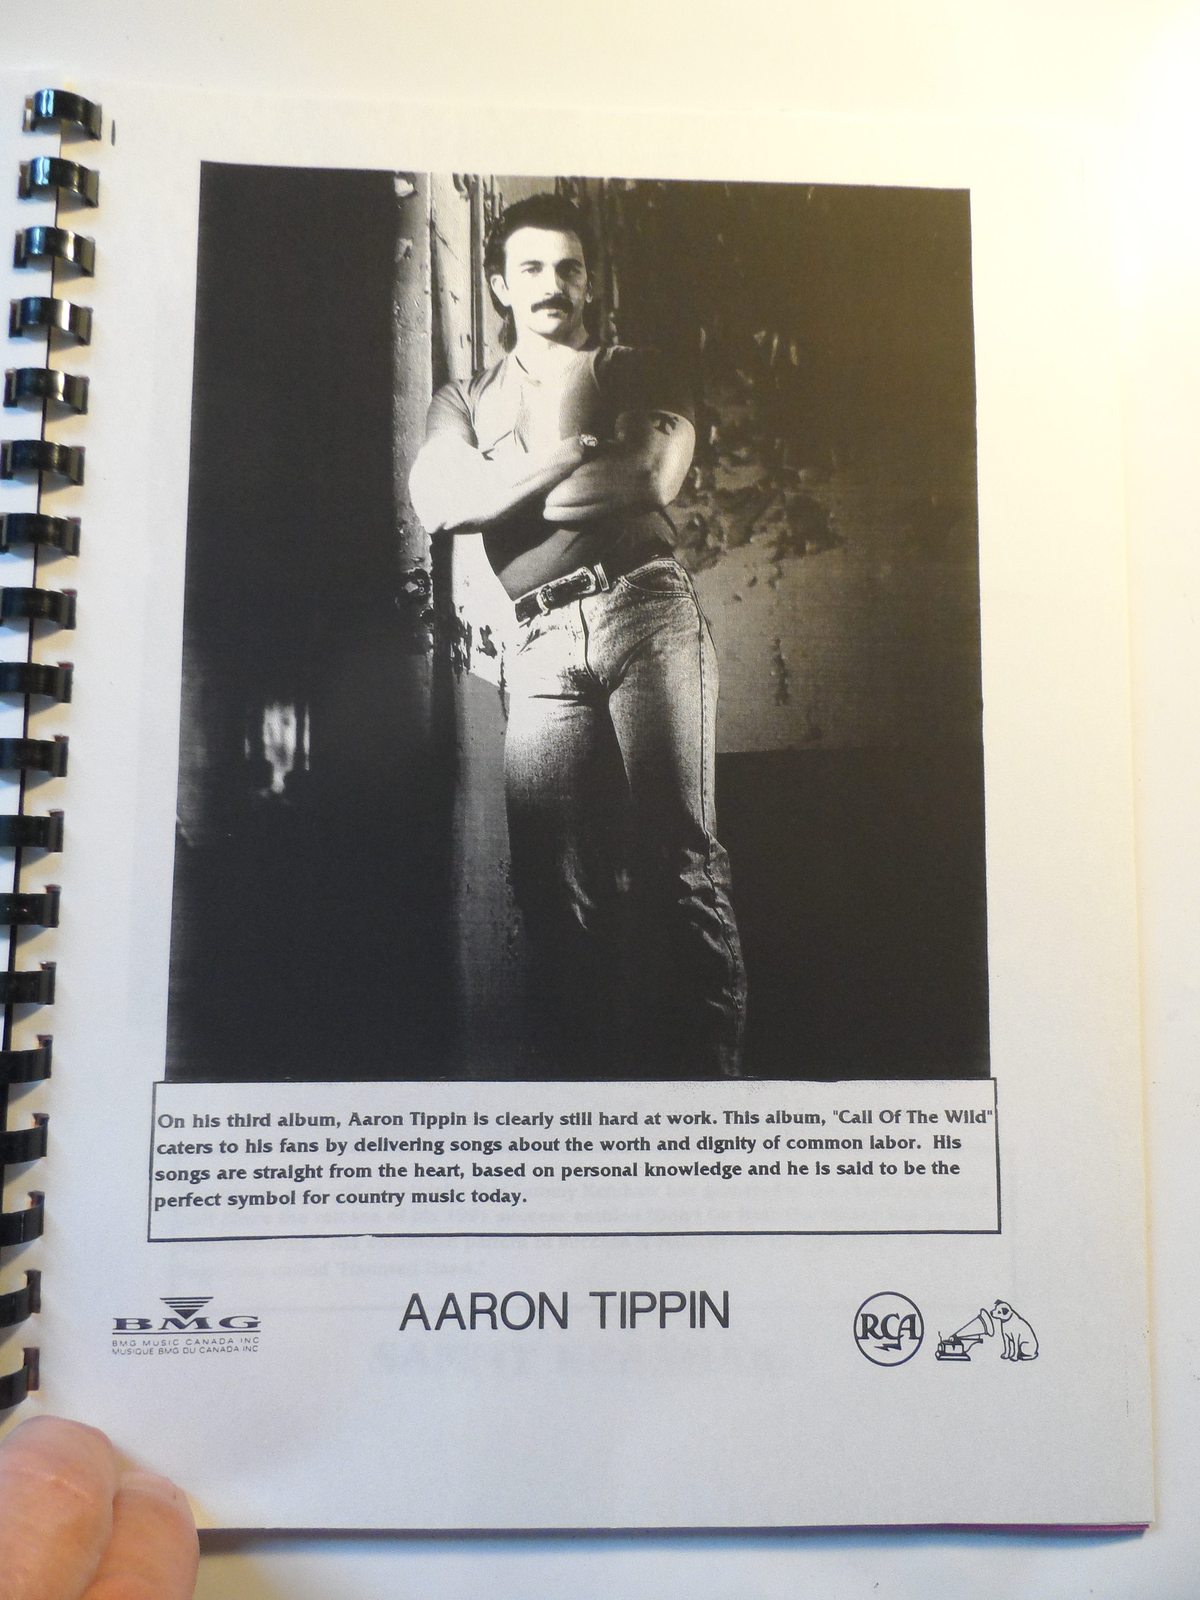 On his third album, Aaron Tippin is clearly still hard at work. This album, "Call Of The Wild"
caters to his fans by delivering songs about the worth and dignity of common labor.  His
songs are straight from the heart, based on personal knowledge and he is said to be the
perfect symbol for country music today.
BMG
BMG MUSIC CANADA INC
MUSIQUE BMG DU CANADA INC
AARON TIPPIN
RCA